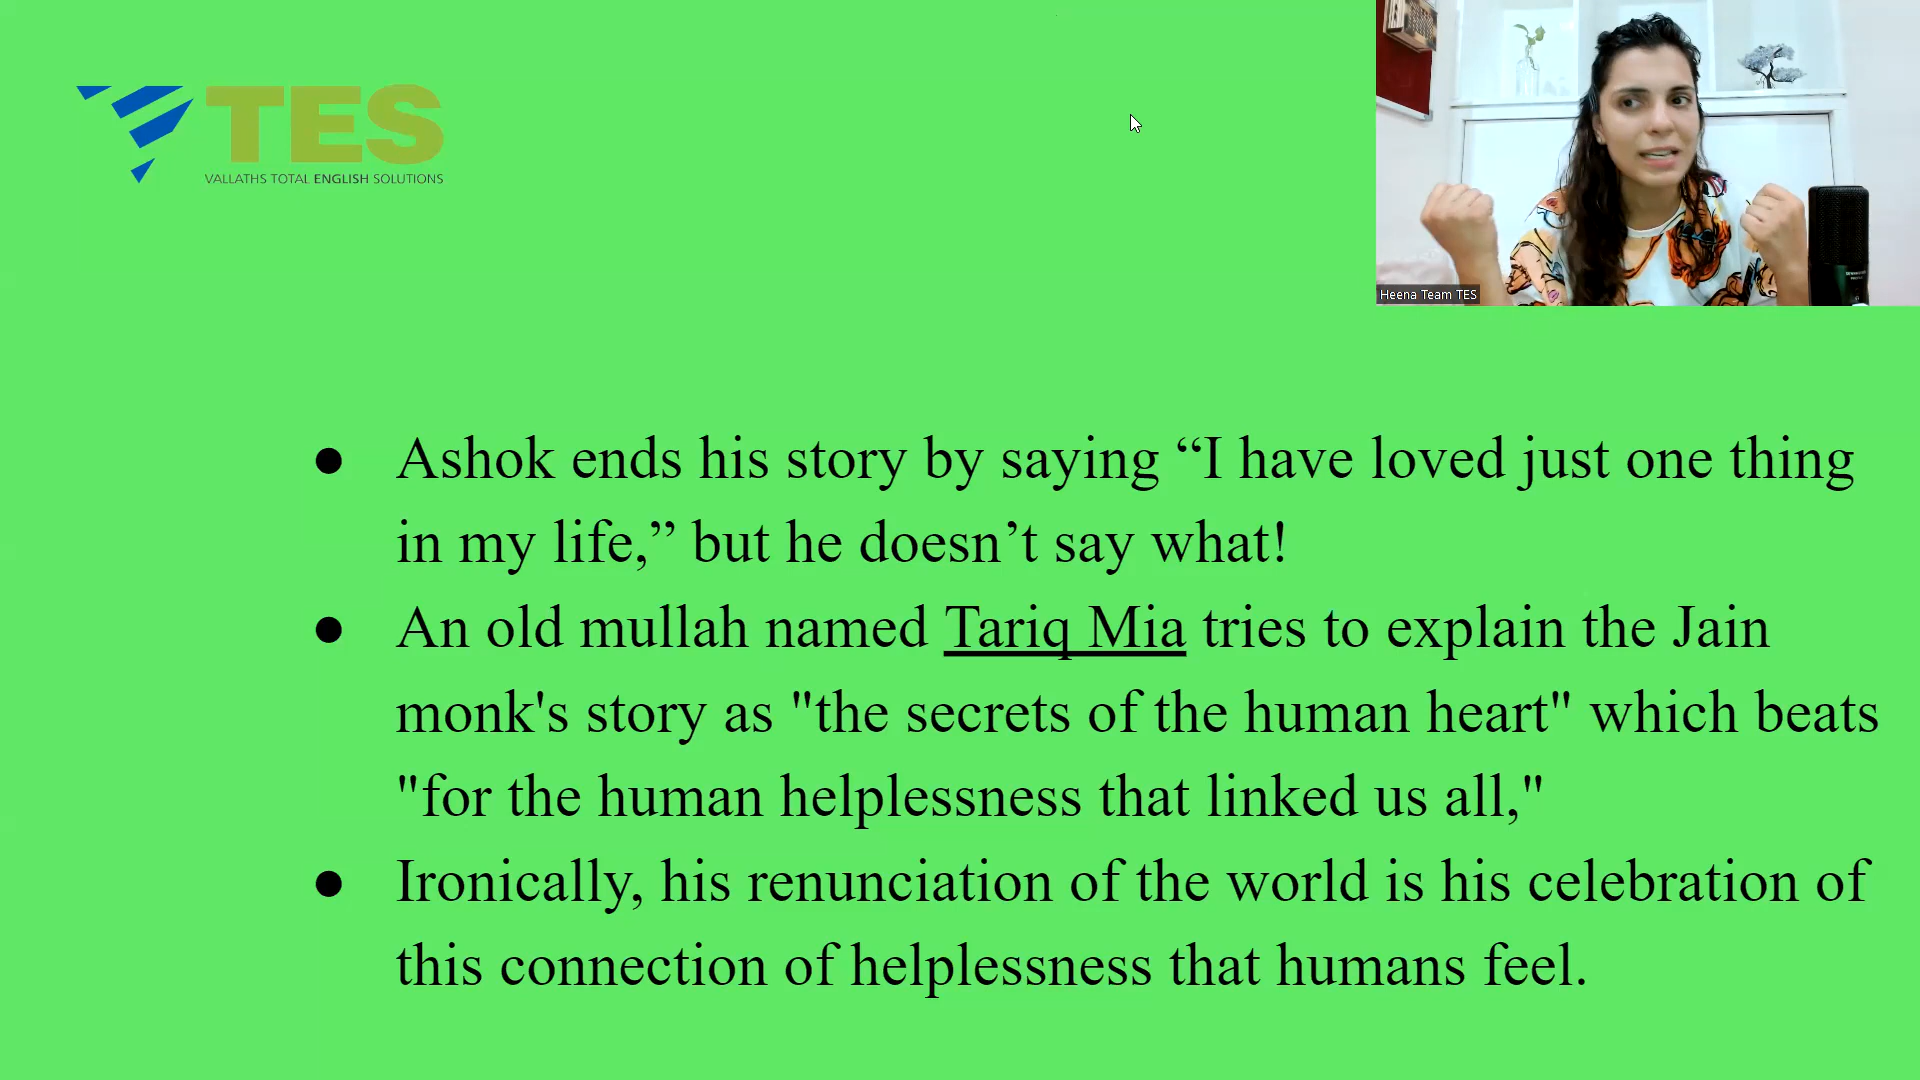 TES
VALLATHS TOTAL ENGLISH SOLUTIONS
Heena Team TES
● Ashok ends his story by saying “I have loved just one thing
in my life,” but he doesn’t say what!
● An old mullah named Tariq Mia tries to explain the Jain
monk's story as "the secrets of the human heart" which beats
"for the human helplessness that linked us all,"
● Ironically, his renunciation of the world is his celebration of
this connection of helplessness that humans feel.